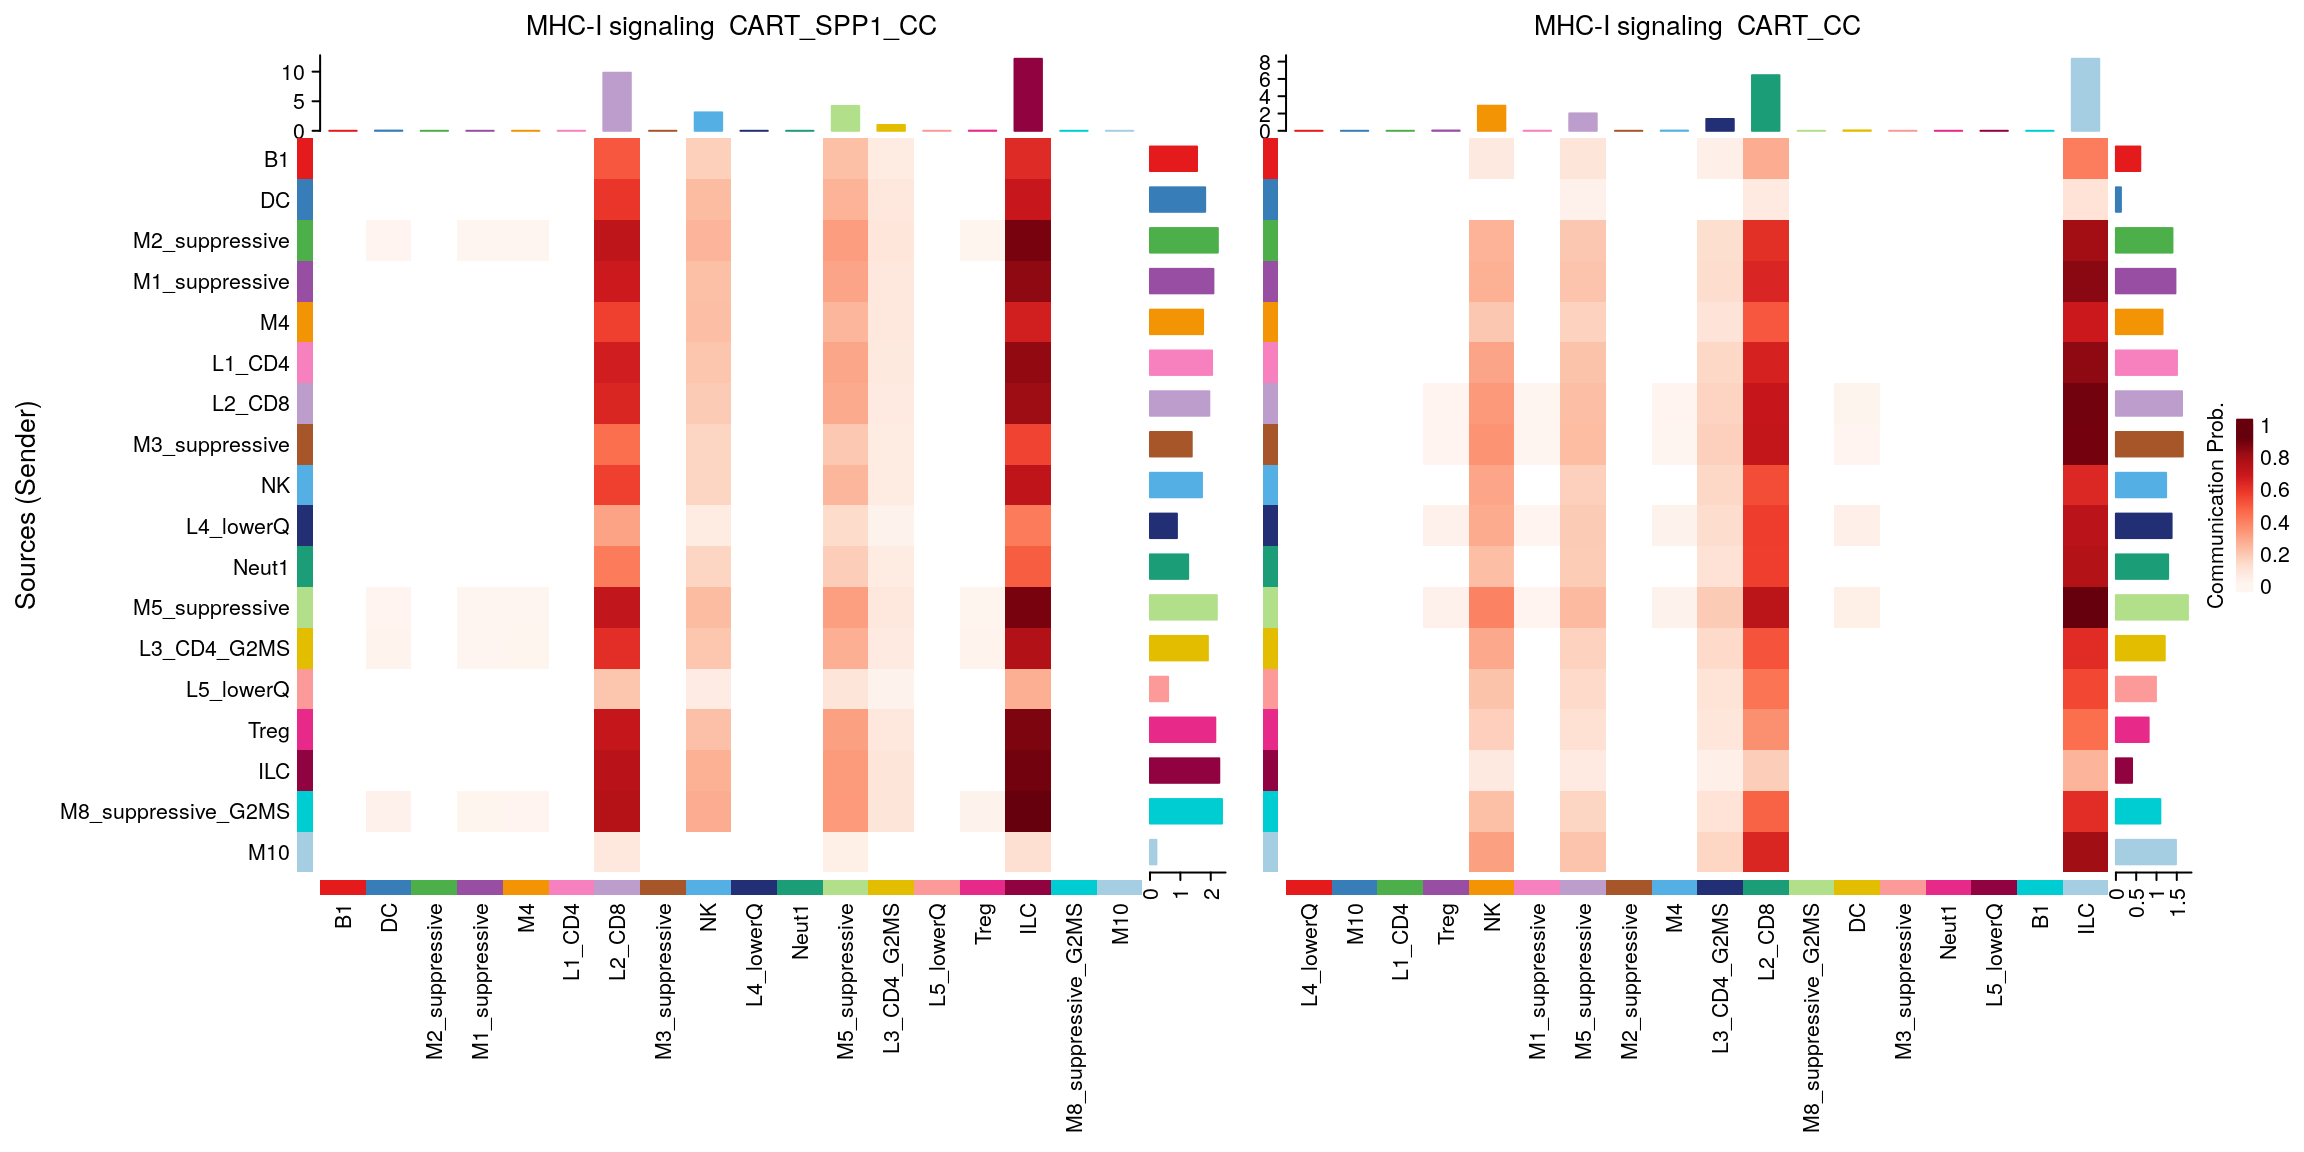 MHC-I signaling  CART_SPP1_CC
MHC-I signaling  CART_CC
10
5
0
8
6
4
2
0
Sources (Sender)
B1
DC
M2_suppressive
M1_suppressive
M4
L1_CD4
L2_CD8
M3_suppressive
NK
L4_lowerQ
Neut1
M5_suppressive
L3_CD4_G2MS
L5_lowerQ
Treg
ILC
M8_suppressive_G2MS
M10
0 1 2
0 0.5 1 1.5
B1
DC
M2_suppressive
M1_suppressive
M4
L1_CD4
L2_CD8
M3_suppressive
NK
L4_lowerQ
Neut1
M5_suppressive
L3_CD4_G2MS
L5_lowerQ
Treg
ILC
M8_suppressive_G2MS
M10
L4_lowerQ
M10
L1_CD4
Treg
NK
M1_suppressive
M5_suppressive
M2_suppressive
M4
L3_CD4_G2MS
L2_CD8
M8_suppressive_G2MS
DC
M3_suppressive
Neut1
L5_lowerQ
B1
ILC
Communication Prob.
1
0.8
0.6
0.4
0.2
0